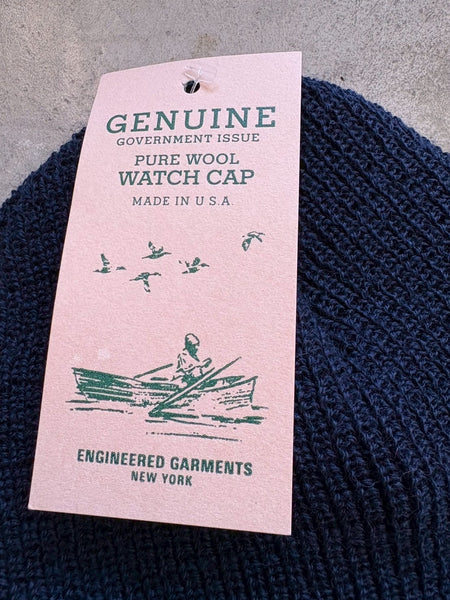 GENUINE
GOVERNMENT ISSUE
PURE WOOL
WATCH CAP
MADE IN U.S.A.
ENGINEERED GARMENTS
NEW YORK